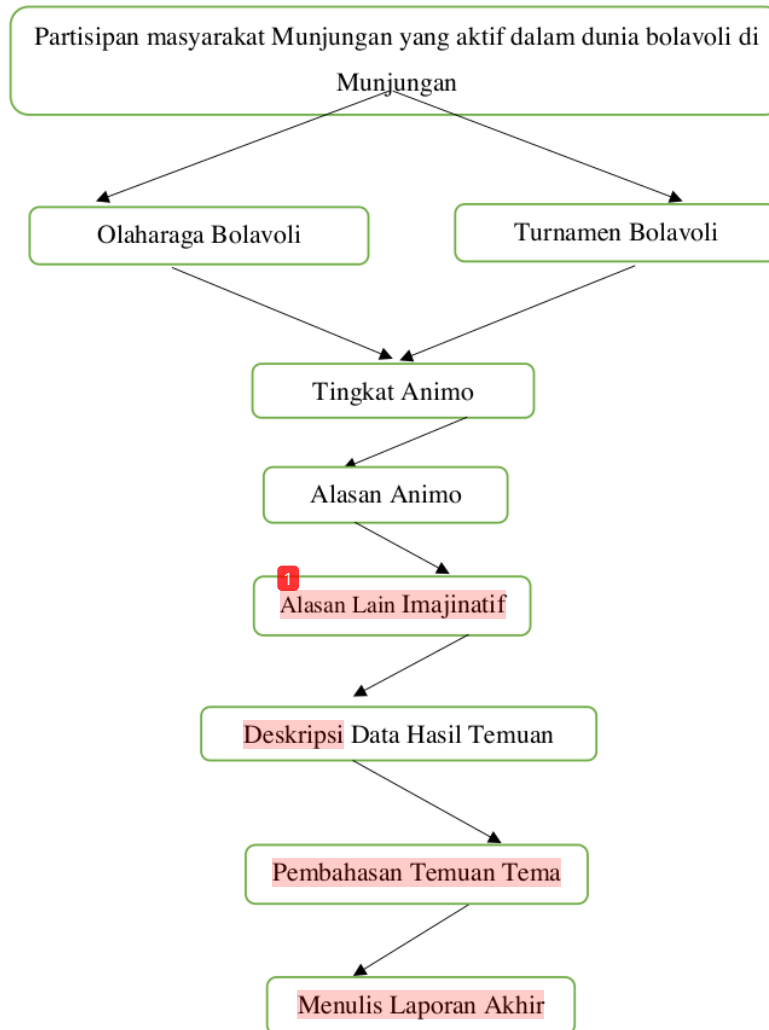 Partisipan masyarakat Munjungan yang aktif dalam dunia bolavoli di
Munjungan
Olaharaga Bolavoli
Turnamen Bolavoli
Tingkat Animo
Alasan Animo
1
Alasan Lain Imajinatif
Deskripsi Data Hasil Temuan
Pembahasan Temuan Tema
Menulis Laporan Akhir